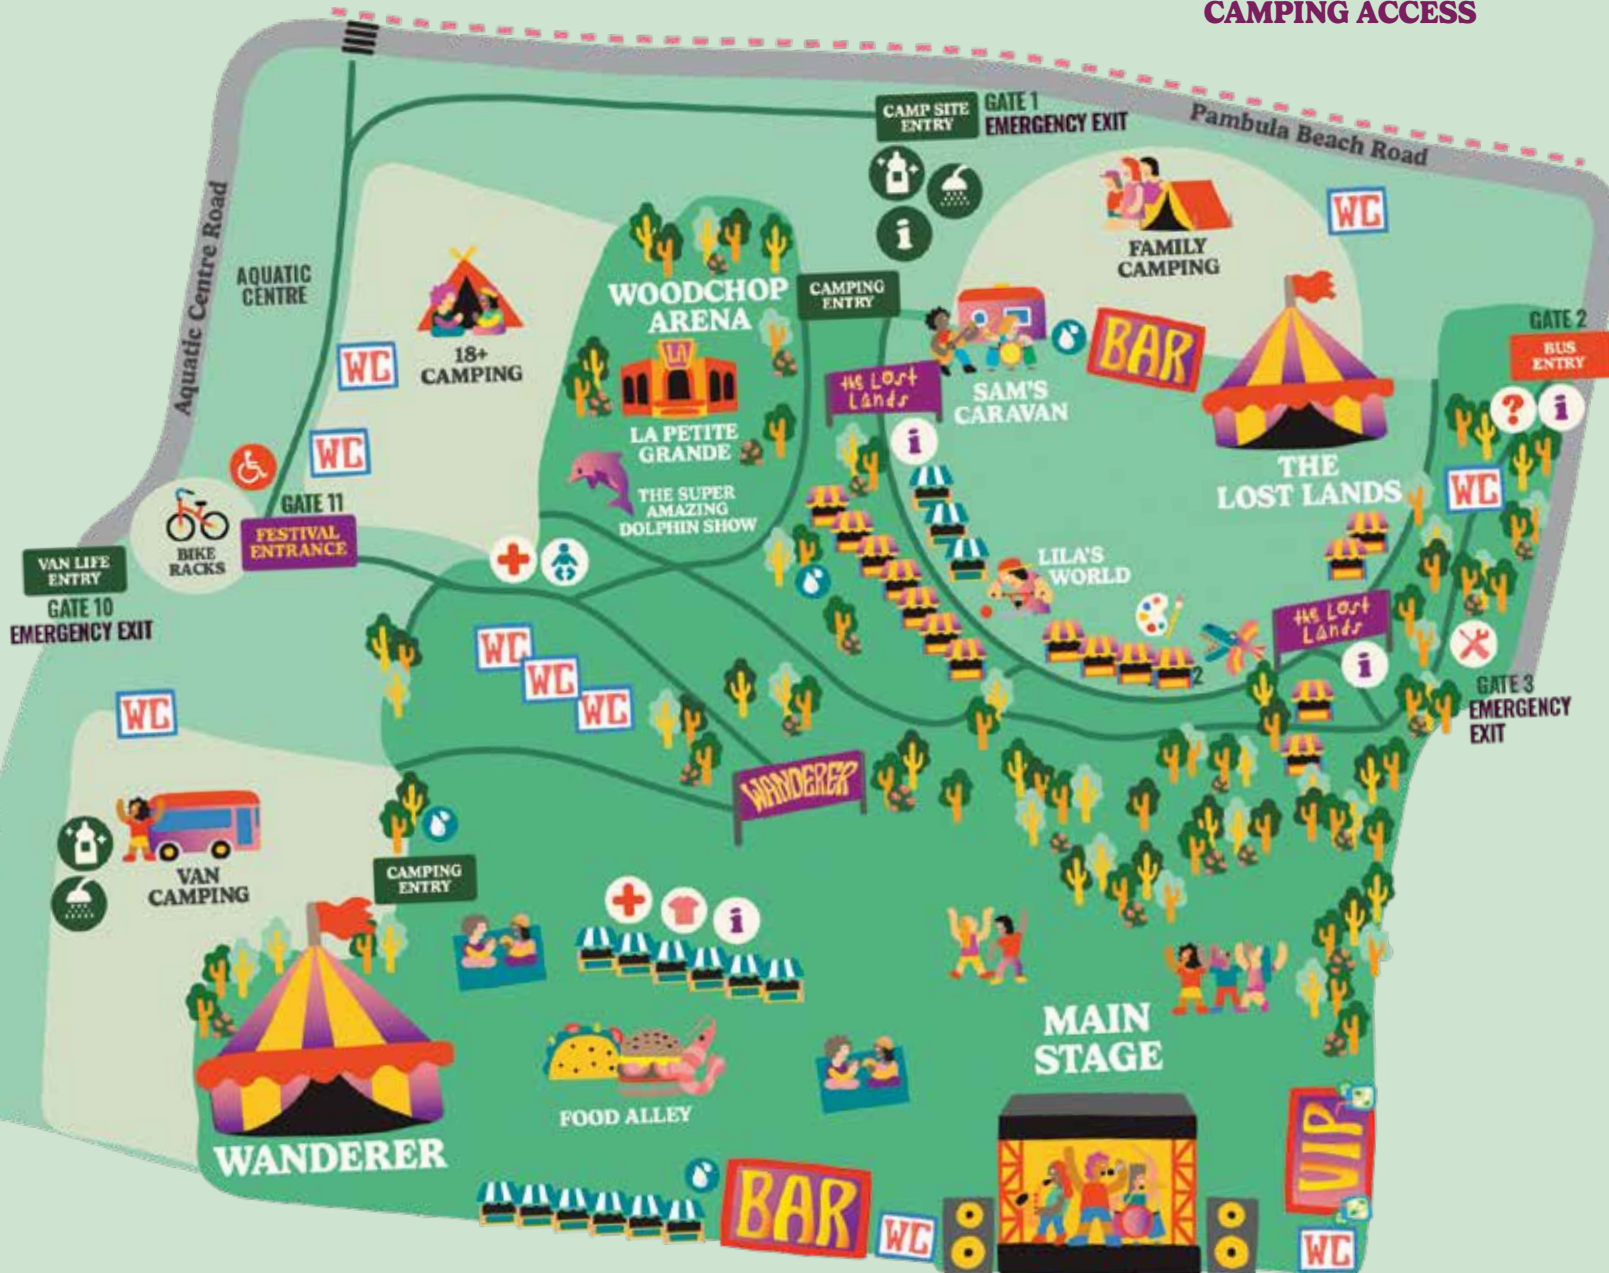 CAMPING ACCESS
Pambula Beach Road
CAMP SITE
ENTRY
GATE 1
EMERGENCY EXIT
Aquatic Centre Road
AQUATIC
CENTRE
18+
CAMPING
WC
WC
WOODCHOP
ARENA
LA
LA PETITE
GRANDE
THE SUPER
AMAZING
DOLPHIN SHOW
CAMPING
ENTRY
i
FAMILY
CAMPING
WC
the Lost
Lands
i
SAM'S
CARAVAN
BAR
THE
LOST LANDS
GATE 2
BUS
ENTRY
?
i
WC
GATE 11
FESTIVAL
ENTRANCE
BIKE
RACKS
VAN LIFE
ENTRY
GATE 10
EMERGENCY EXIT
LILA'S
WORLD
2
the Lost
Lands
i
GATE 3
EMERGENCY
EXIT
WC
WC
WC
WC
WANDERER
VAN
CAMPING
CAMPING
ENTRY
i
WANDERER
FOOD ALLEY
MAIN
STAGE
BAR
WC
VIP
WC